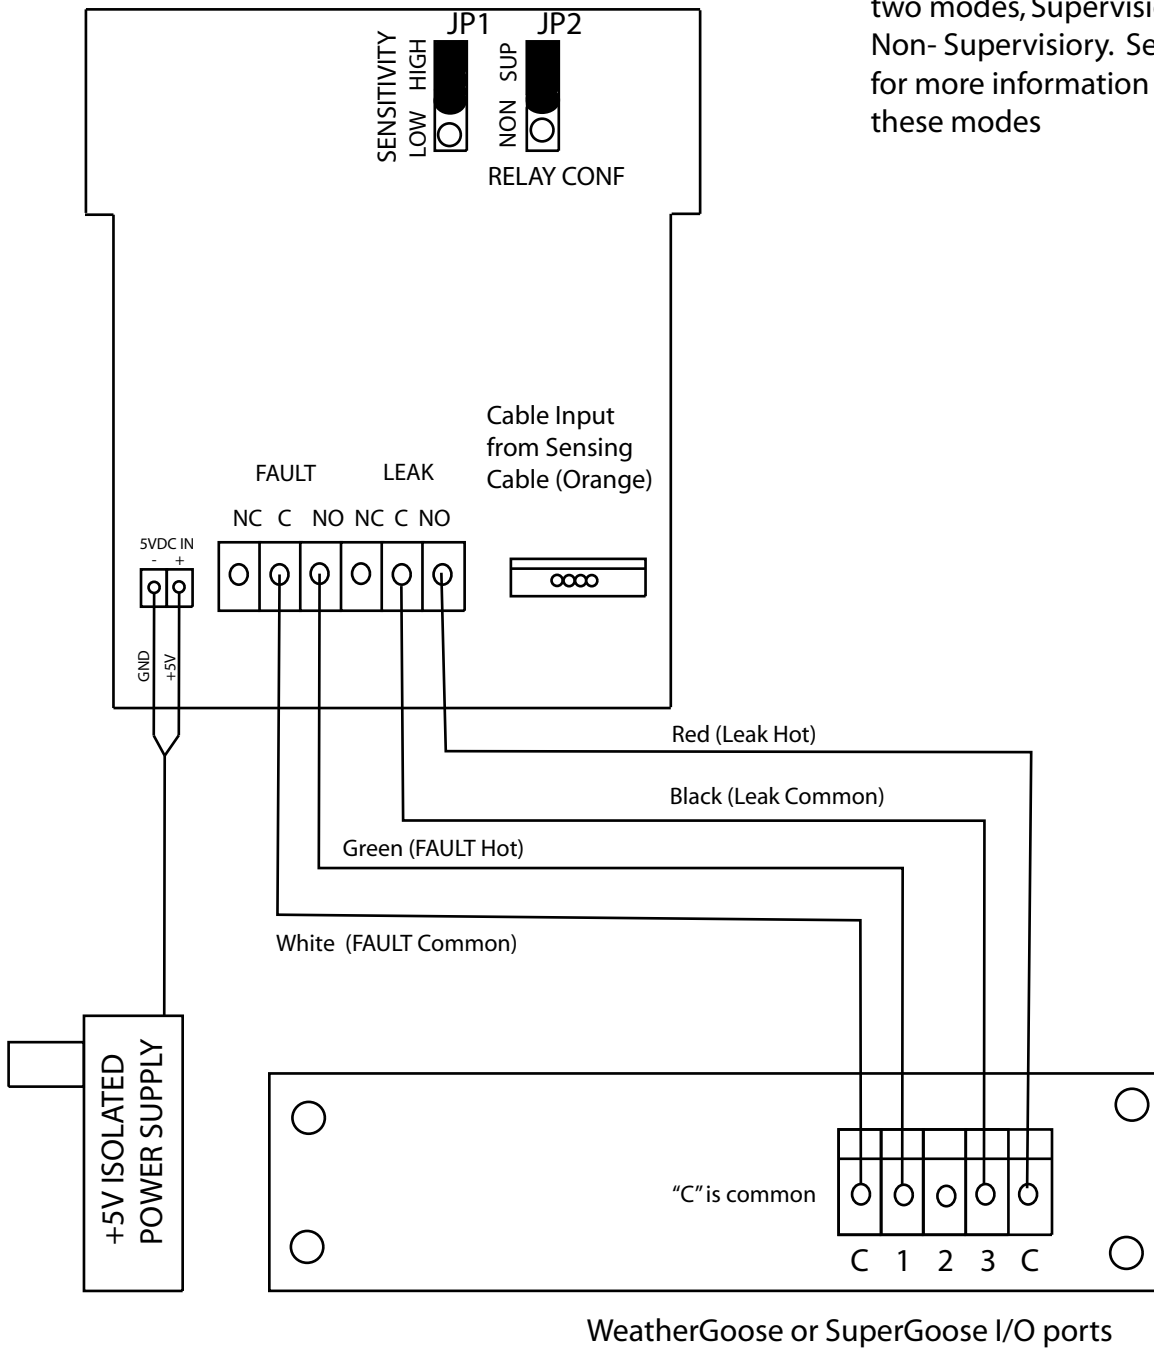 two modes, Supervisi
Non- Supervisiory. Se
for more information
these modes
JP1
JP2
SENSITIVITY
LOW HIGH
NON SUP
RELAY CONF
Cable Input
from Sensing
Cable (Orange)
FAULT
LEAK
NC C NO NC C NO
5VDC IN
- +
GND
+5V
Red (Leak Hot)
Black (Leak Common)
Green (FAULT Hot)
White (FAULT Common)
+5V ISOLATED
POWER SUPPLY
“C” is common
C 1 2 3 C
WeatherGoose or SuperGoose I/O ports